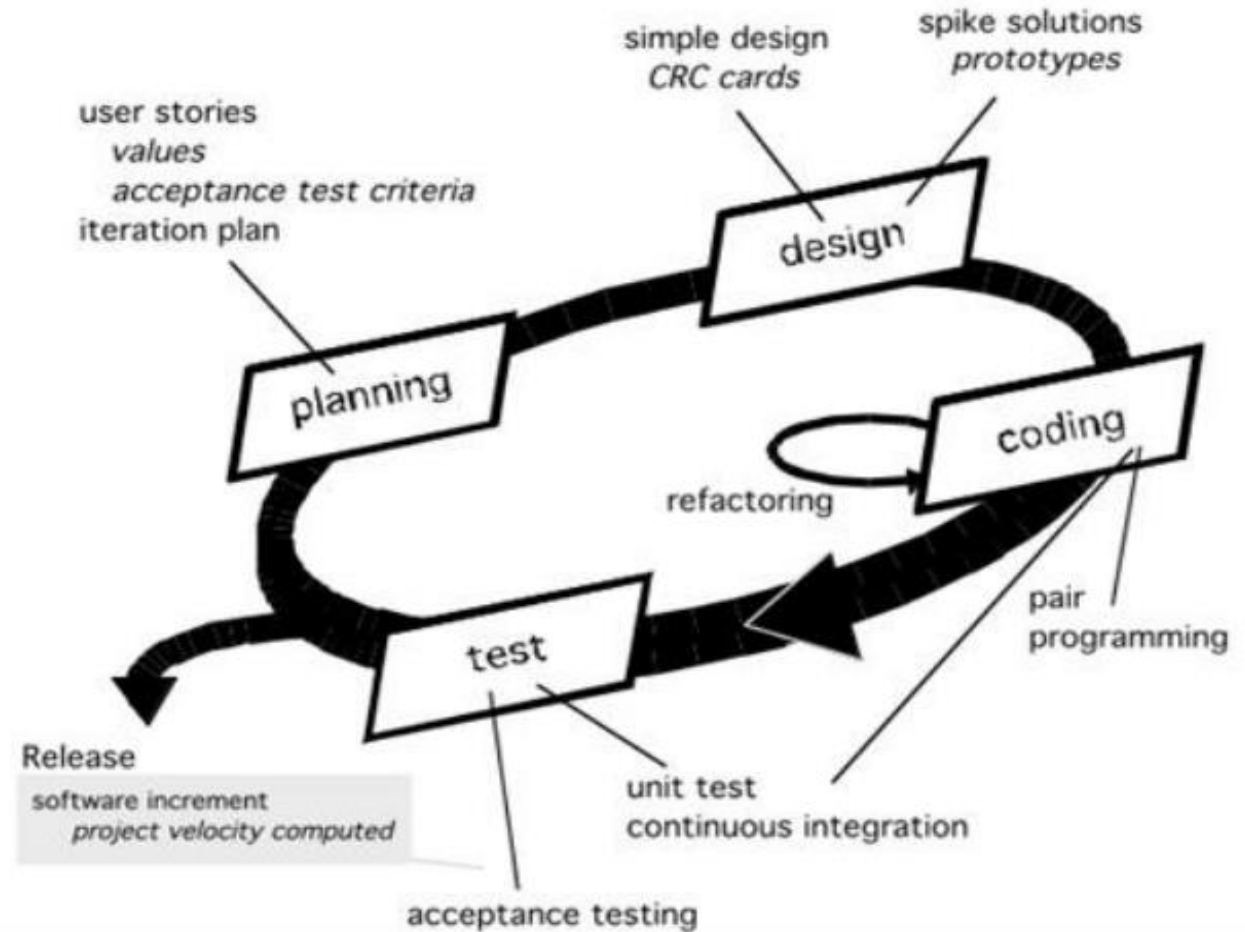 simple design
CRC cards
spike solutions
prototypes
user stories
values
acceptance test criteria
iteration plan
design
planning
coding
refactoring
pair
programming
test
Release
software increment
project velocity computed
unit test
continuous integration
acceptance testing